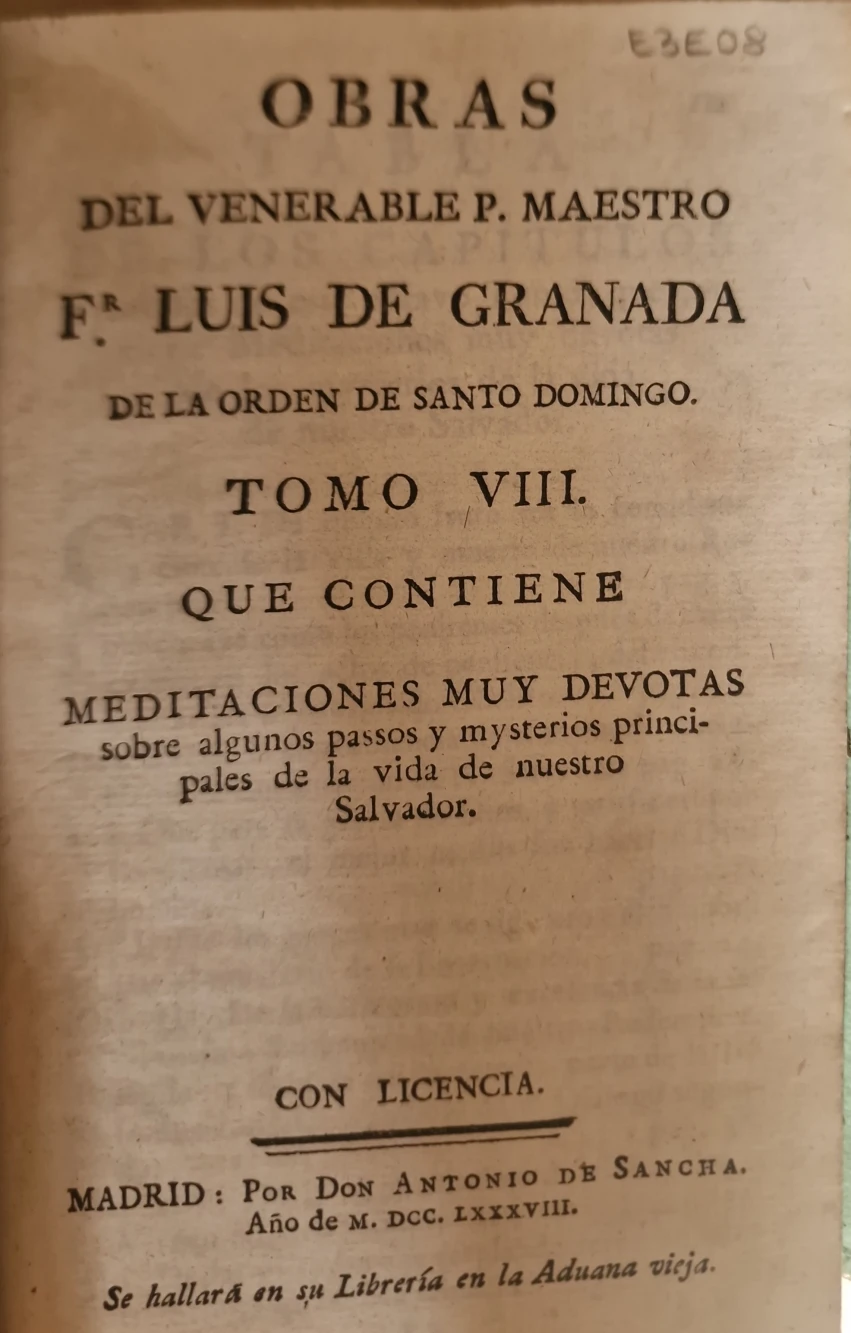 E3E08
OBRAS
DEL VENERABLE P. MAESTRO
F.R LUIS DE GRANADA
DE LA ORDEN DE SANTO DOMINGO.
TOMO VIII.
QUE CONTIENE
MEDITACIONES MUY DEVOTAS
sobre algunos passos y mysterios princi-
pales de la vida de nuestro
Salvador.
CON LICENCIA.
MADRID: POR DON ANTONIO DE SANCHA.
Año de M. DCC. LXXXVIII.
Se hallará en su Librería en la Aduana vieja.